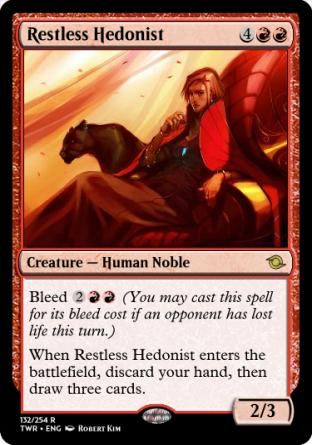 Restless Hedonist 4
Creature — Human Noble
Bleed 2 (You may cast this spell
for its bleed cost if an opponent has lost
life this turn.)
When Restless Hedonist enters the
battlefield, discard your hand, then
draw three cards.
132/254 R
TWR • ENG Robert Kim
2/3